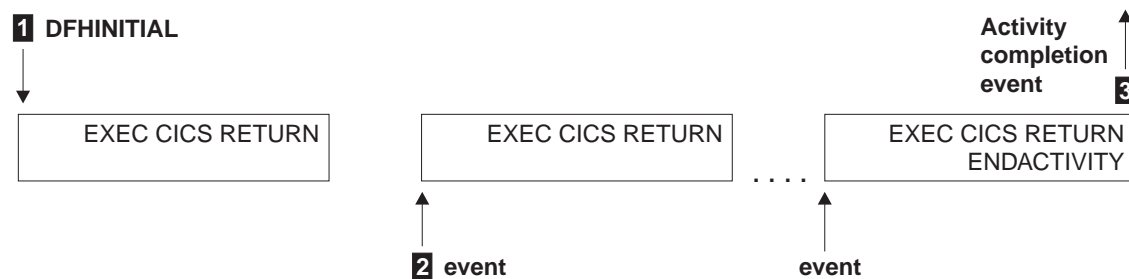 1 DFHINITIAL
Activity
completion
event
3
EXEC CICS RETURN
EXEC CICS RETURN
. . . .
EXEC CICS RETURN
ENDACTIVITY
2 event
event